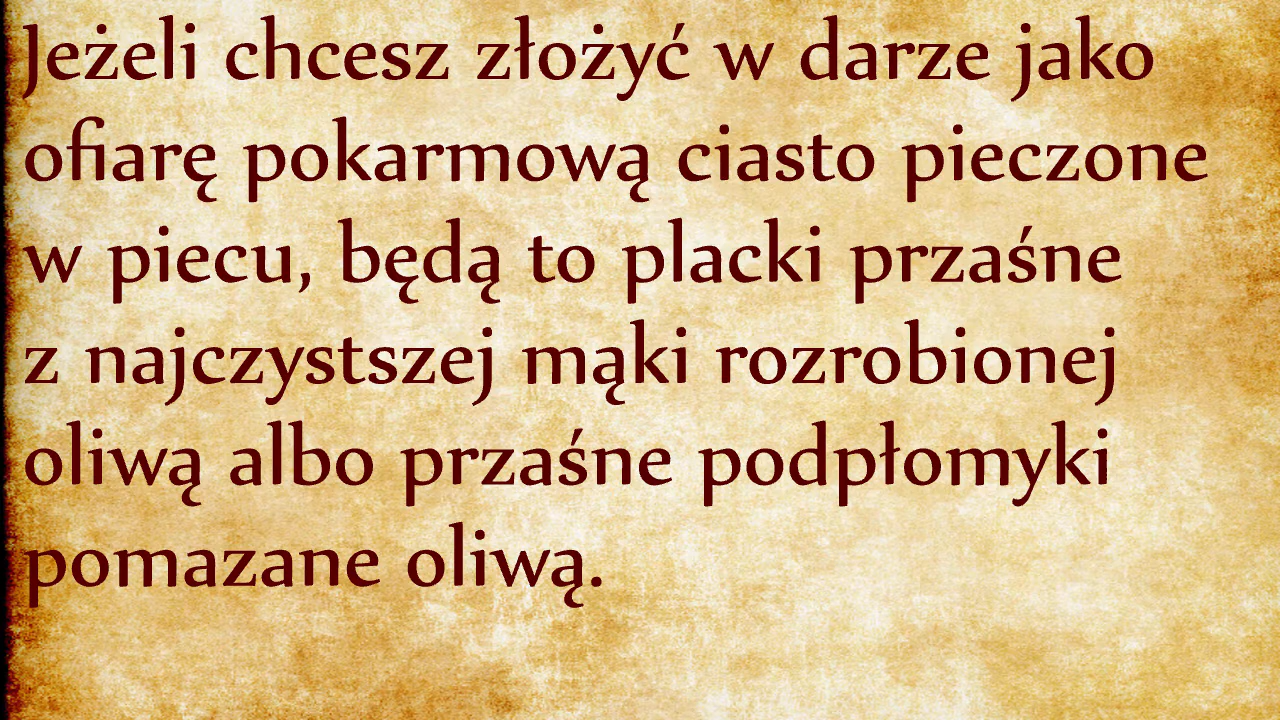 Jeżeli chcesz złożyć w darze jako
ofiarę pokarmową ciasto pieczone
w piecu, będą to placki przaśne
z najczystszej mąki rozrobionej
oliwą albo przaśne podpłomyki
pomazane oliwą.